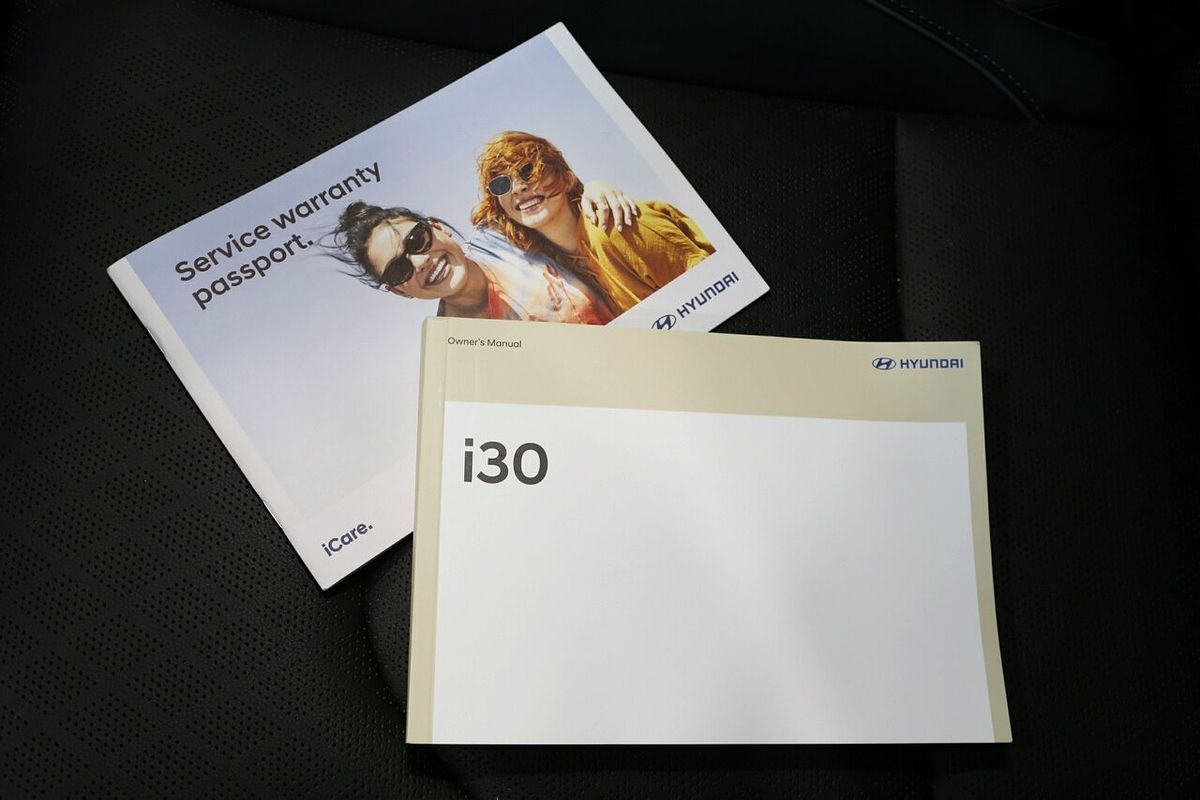 Service warranty
passport.
HYUNDAI
iCare.
Owner's Manual
HYUNDAI
i30